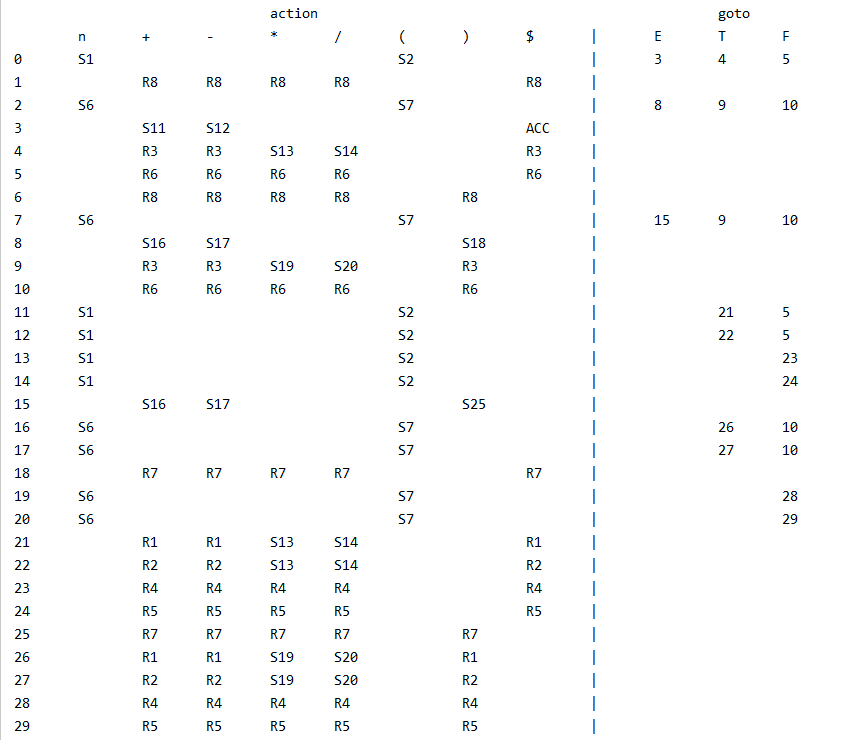 action goto
n + - * / ( ) $ | E T F
0 S1 S2 | 3 4 5
1 R8 R8 R8 R8 R8 |
2 S6 S7 | 8 9 10
3 S11 S12 ACC |
4 R3 R3 S13 S14 R3 |
5 R6 R6 R6 R6 R6 |
6 R8 R8 R8 R8 R8 |
7 S6 S7 | 15 9 10
8 S16 S17 S18 |
9 R3 R3 S19 S20 R3 |
10 R6 R6 R6 R6 R6 |
11 S1 S2 | 21 5
12 S1 S2 | 22 5
13 S1 S2 | 23
14 S1 S2 | 24
15 S16 S17 S25 |
16 S6 S7 | 26 10
17 S6 S7 | 27 10
18 R7 R7 R7 R7 R7 |
19 S6 S7 | 28
20 S6 S7 | 29
21 R1 R1 S13 S14 R1 |
22 R2 R2 S13 S14 R2 |
23 R4 R4 R4 R4 R4 |
24 R5 R5 R5 R5 R5 |
25 R7 R7 R7 R7 R7 |
26 R1 R1 S19 S20 R1 |
27 R2 R2 S19 S20 R2 |
28 R4 R4 R4 R4 R4 |
29 R5 R5 R5 R5 R5 |